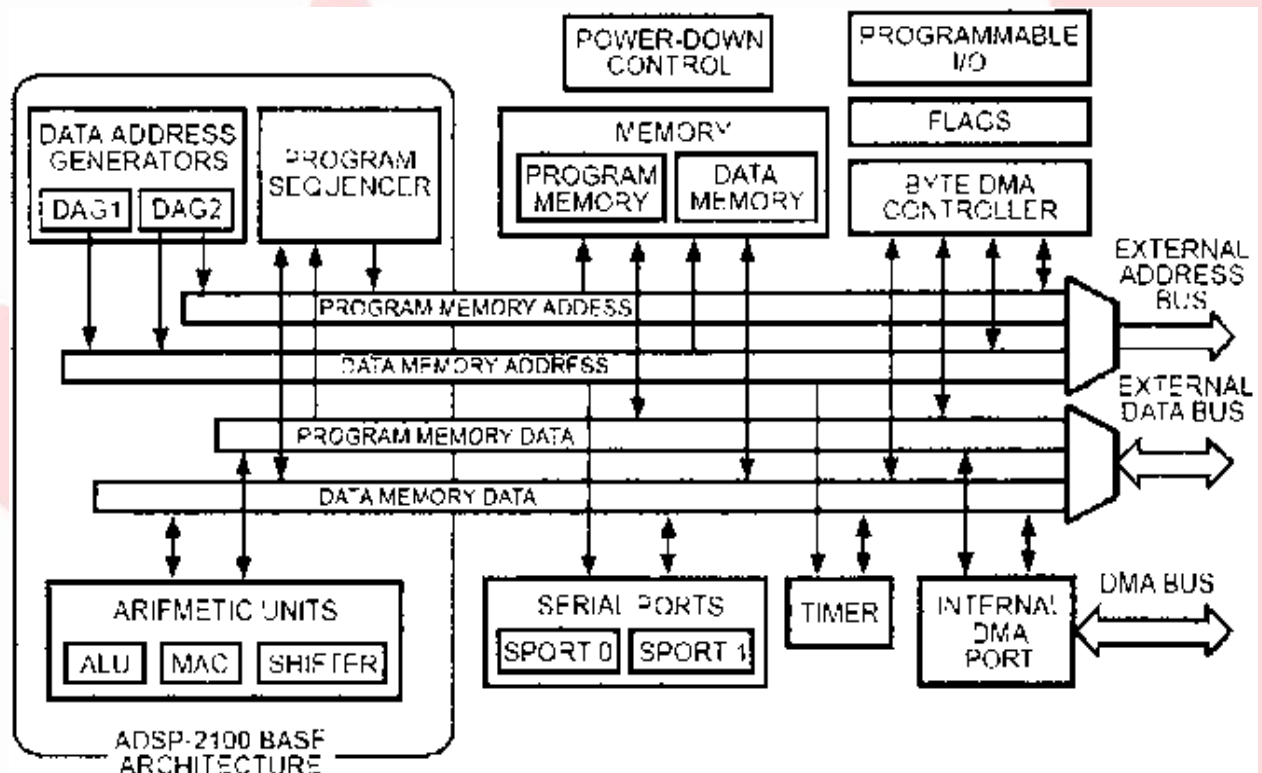 POWER-DOWN
CONTROL
PROGRAMMABLE
I/O
DATA ADDRESS
GENERATORS
DAG1
DAG2
PROGRAM
SEQUENCER
MEMORY
PROGRAM
MEMORY
DATA
MEMORY
FLAGS
BYTE DMA
CONTROLLER
EXTERNAL
ADDRESS
BUS
PROGRAM MEMORY ADDESS
DATA MEMORY ADDRESS
EXTERNAL
DATA BUS
PROGRAM MEMORY DATA
DATA MEMORY DATA
ARIFMETIC UNITS
ALU
MAC
SHIFTER
SERIAL PORTS
SPORT 0
SPORT 1
TIMER
INTERNAL
DMA
PORT
DMA BUS
ADSP-2100 BASE
ARCHITECTURE